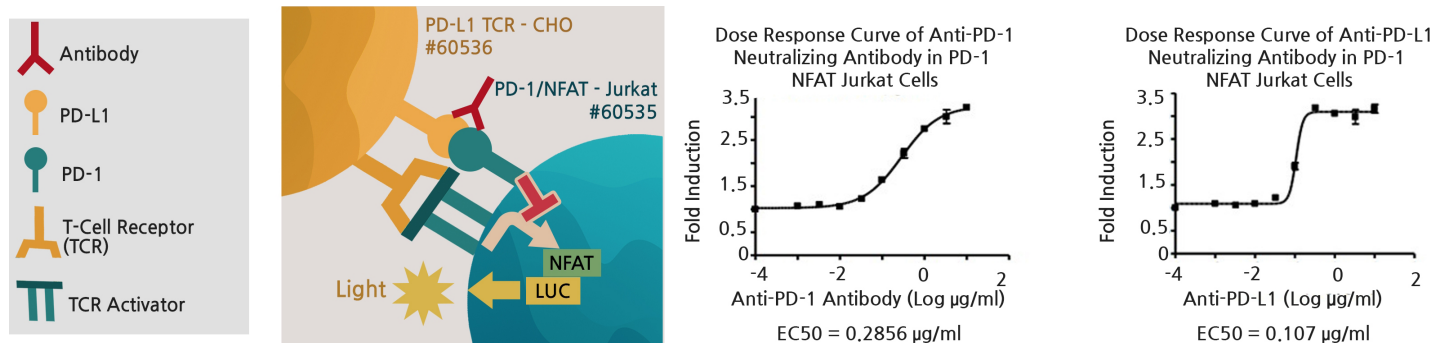 Antibody
PD-L1
PD-1
T-Cell Receptor
(TCR)
TCR Activator
PD-L1 TCR - CHO
#60536
PD-1/NFAT - Jurkat
#60535
NFAT
LUC
Light
Dose Response Curve of Anti-PD-1
Neutralizing Antibody in PD-1
NFAT Jurkat Cells
Fold Induction
3.5
2.5
1.5
0.5
0
-4
-2
0
2
Anti-PD-1 Antibody (Log µg/ml)
EC50 = 0.2856 µg/ml
Dose Response Curve of Anti-PD-L1
Neutralizing Antibody in PD-1
NFAT Jurkat Cells
Fold Induction
3.5
2.5
1.5
0.5
0
-4
-2
0
2
Anti-PD-L1 (Log µg/ml)
EC50 = 0.107 µg/ml